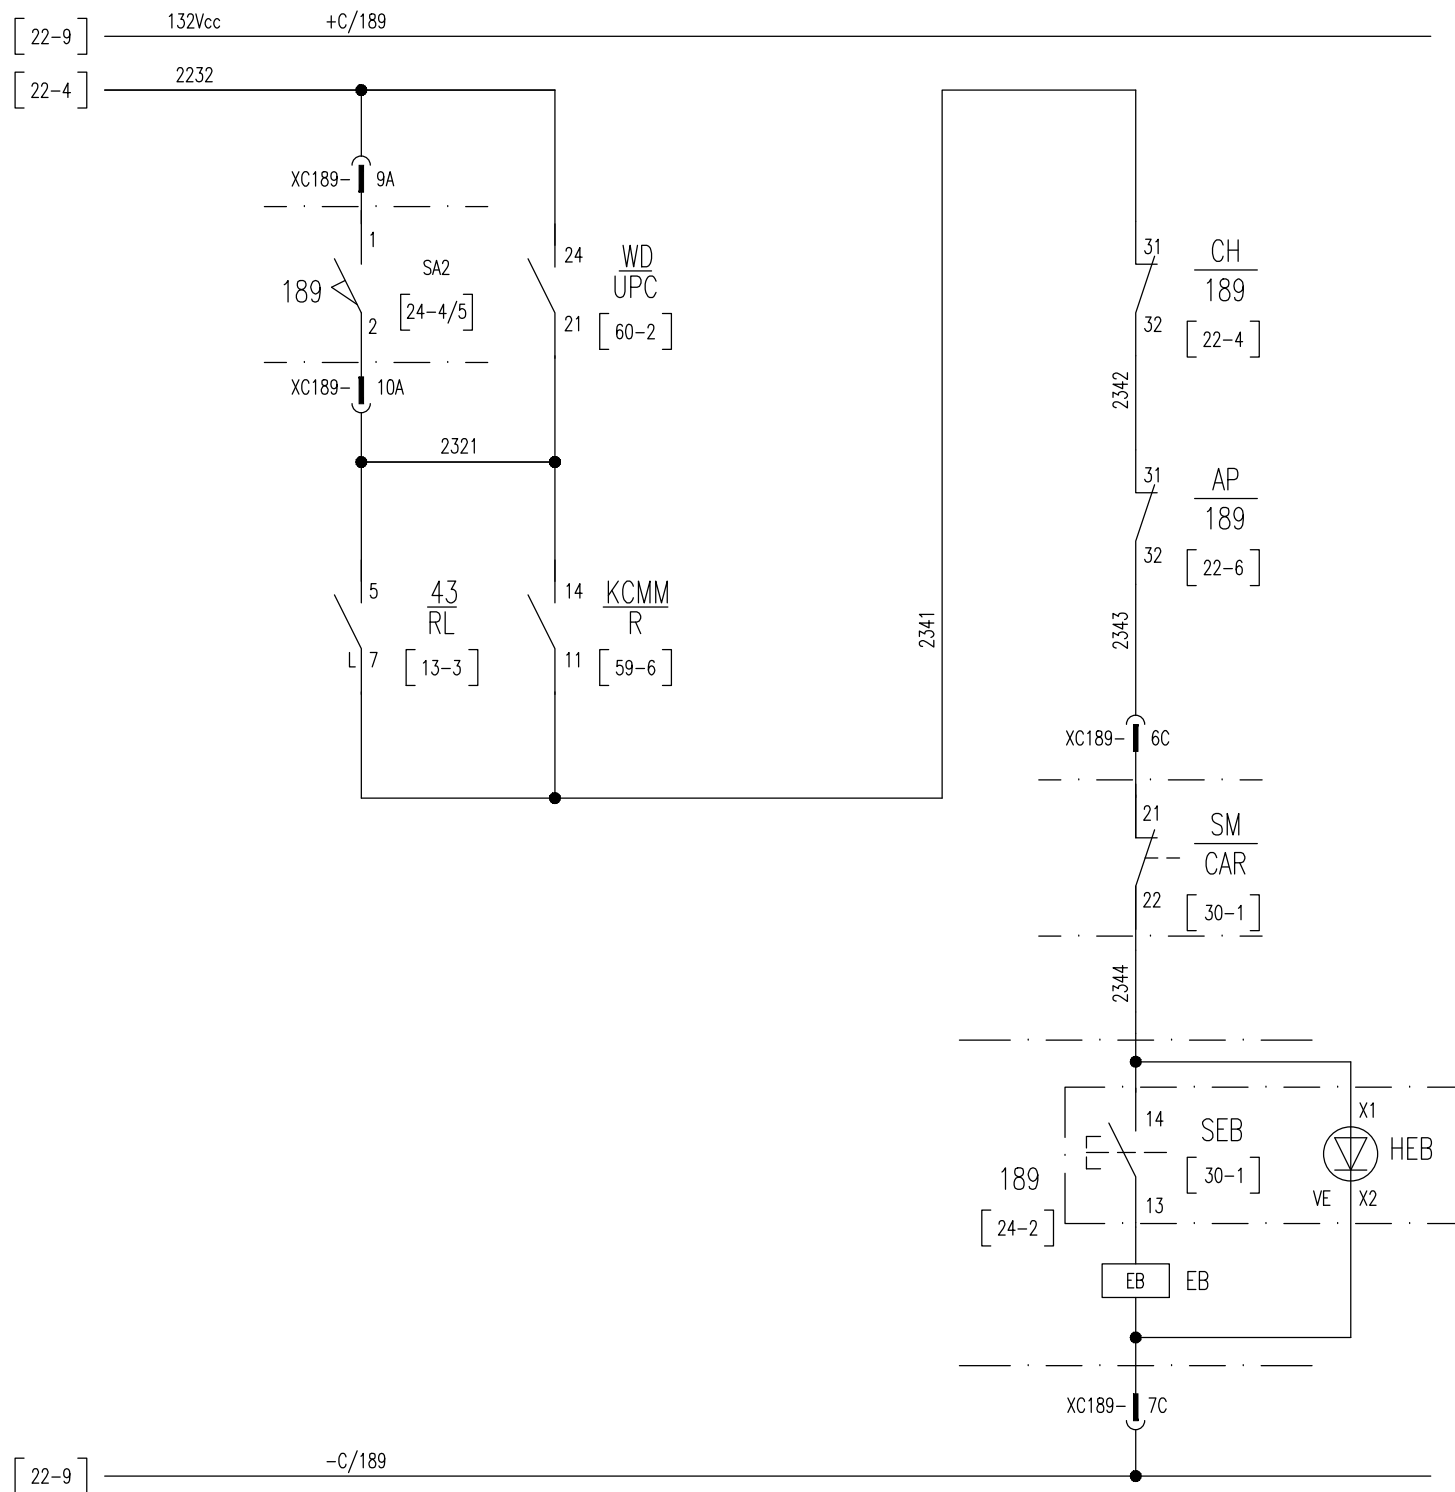 132Vcc
+C/189
22-9
2232
22-4
XC189- 9A
1
SA2
189
24-4/5
2
XC189- 10A
24
WD
UPC
21
60-2
2321
5
43
RL
L 7
13-3
14
KCMM
R
11
59-6
2341
31
CH
189
32
22-4
2342
31
AP
189
32
22-6
2343
XC189- 6C
21
SM
CAR
22
30-1
2344
14
SEB
30-1
13
189
24-2
X1
HEB
VE X2
EB EB
XC189- 7C
-C/189
22-9